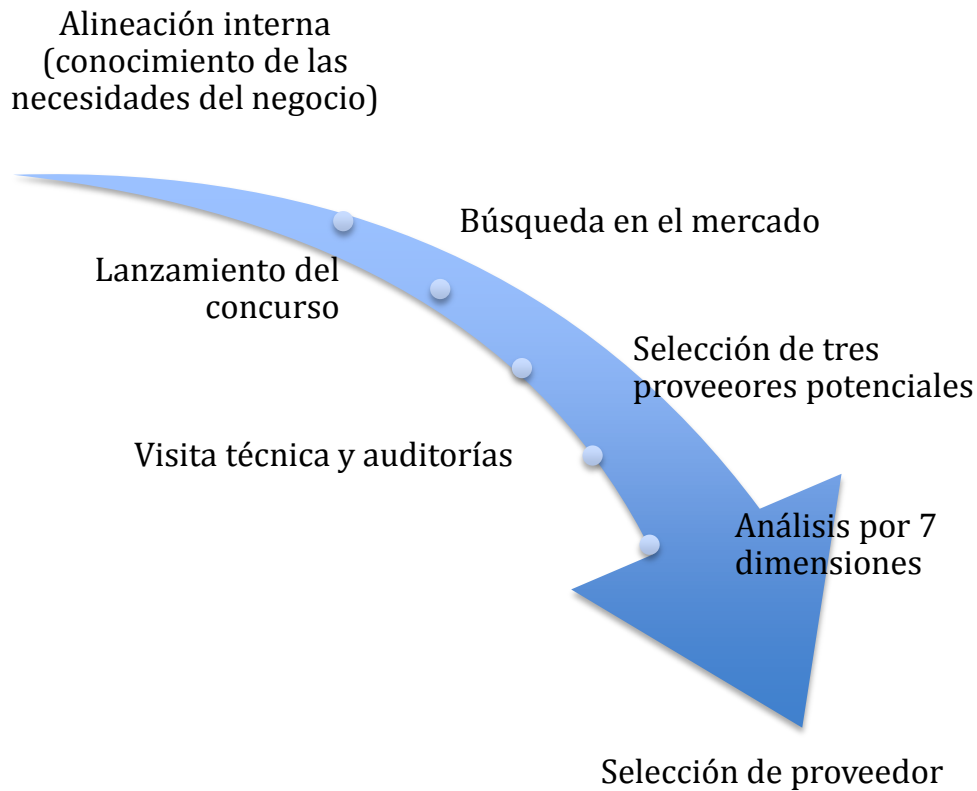 Alineación interna
(conocimiento de las
necesidades del negocio)
Búsqueda en el mercado
Lanzamiento del
concurso
Selección de tres
proveeores potenciales
Visita técnica y auditorías
Análisis por 7
dimensiones
Selección de proveedor